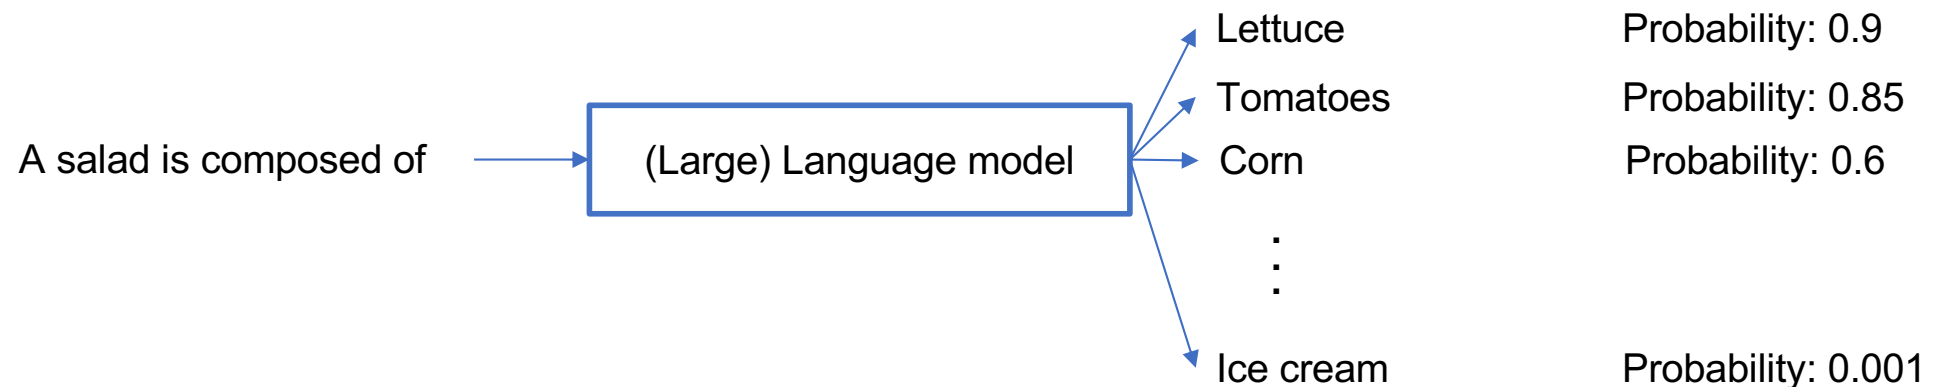 Lettuce Probability: 0.9
Tomatoes Probability: 0.85
A salad is composed of (Large) Language model Corn Probability: 0.6
Ice cream Probability: 0.001